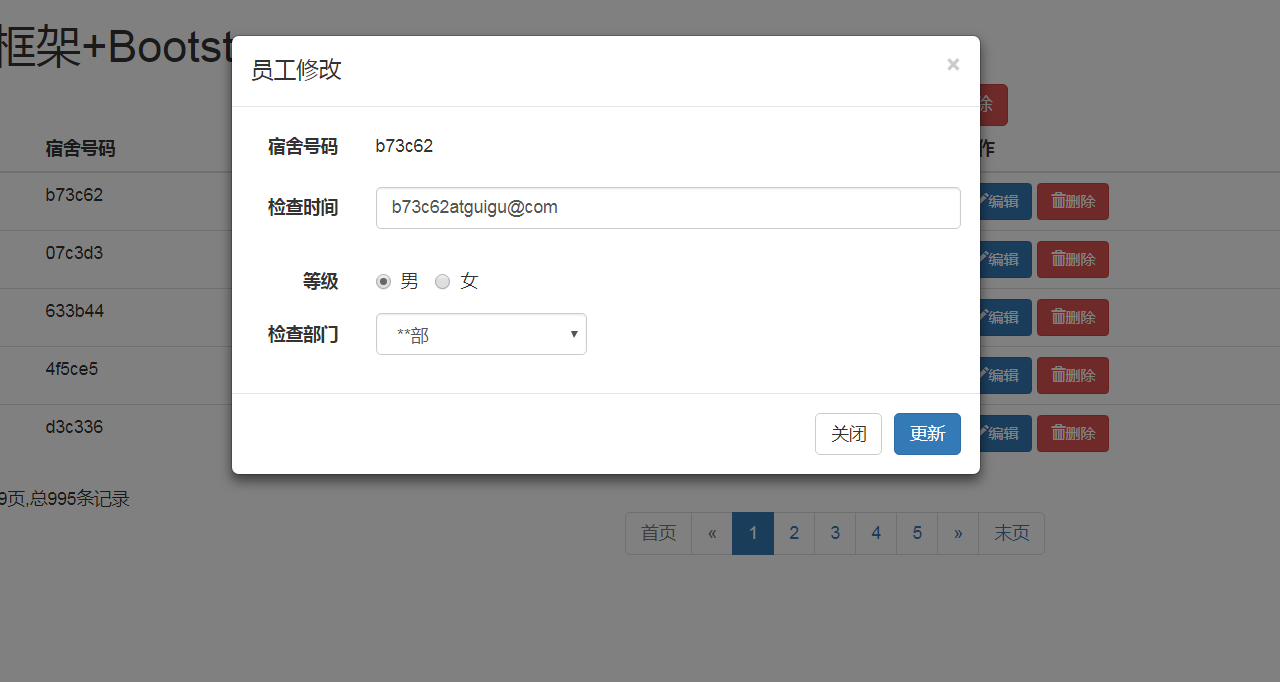 框架+Bootst
员工修改
×
除
宿舍号码 b73c62
宿舍号码
作
b73c62
编辑 删除
检查时间 b73c62atguigu@com
07c3d3
编辑 删除
等级 男 女
633b44
编辑 删除
检查部门 **部
4f5ce5
编辑 删除
d3c336
关闭 更新
编辑 删除
9页,总995条记录
首页 « 1 2 3 4 5 » 末页